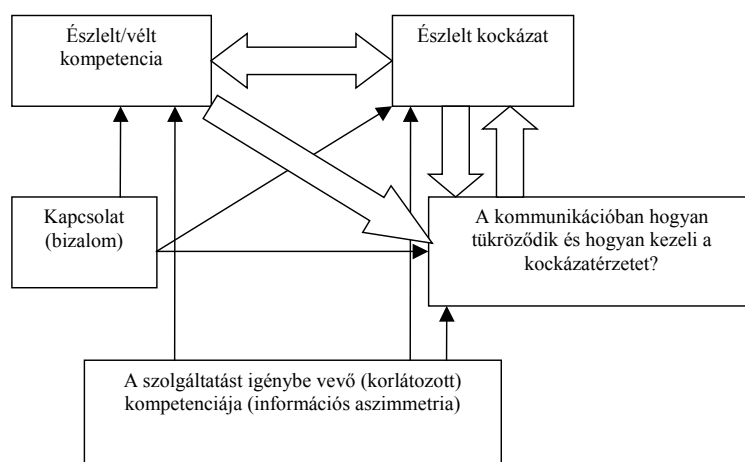 Észlelt/vélt
kompetencia
Észlelt kockázat
Kapcsolat
(bizalom)
A kommunikációban hogyan
tükröződik és hogyan kezeli a
kockázatérzetet?
A szolgáltatást igénybe vevő (korlátozott)
kompetenciája (információs aszimmetria)